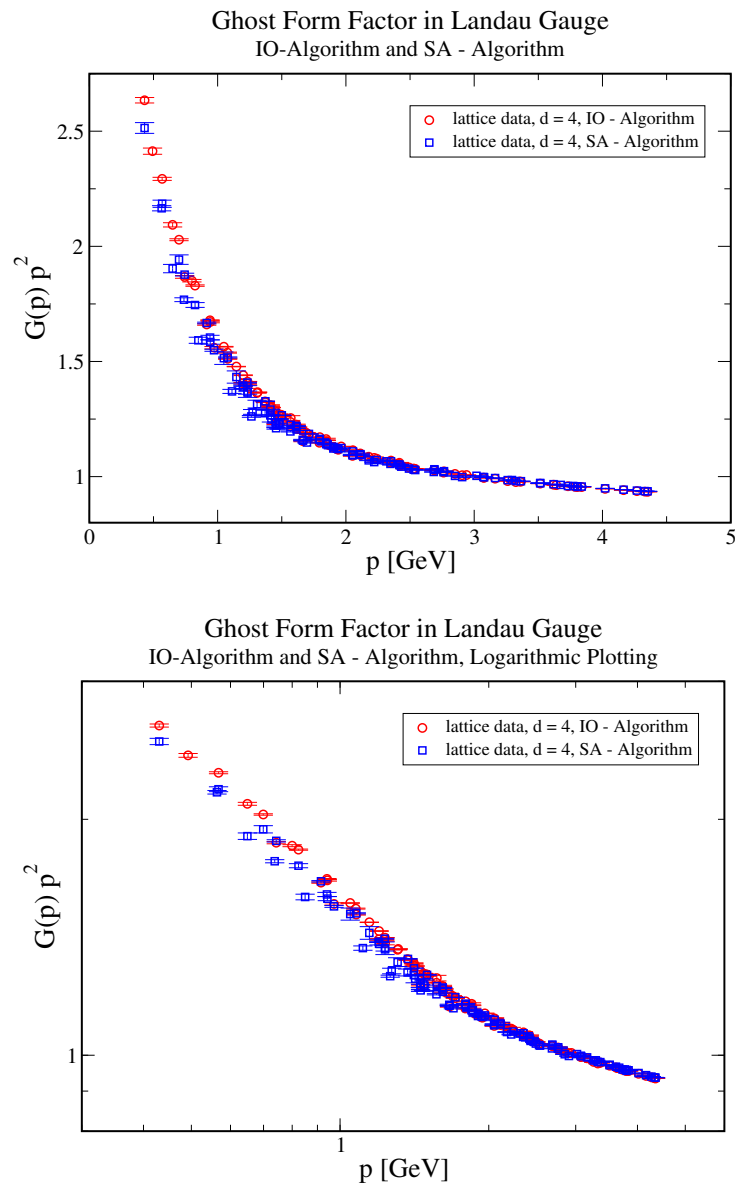 Ghost Form Factor in Landau Gauge
IO-Algorithm and SA - Algorithm
lattice data, d = 4, IO - Algorithm
lattice data, d = 4, SA - Algorithm
2.5
2
1.5
1
G(p) p²
0 1 2 3 4 5
p [GeV]
Ghost Form Factor in Landau Gauge
IO-Algorithm and SA - Algorithm, Logarithmic Plotting
lattice data, d = 4, IO - Algorithm
lattice data, d = 4, SA - Algorithm
G(p) p²
1
1
p [GeV]